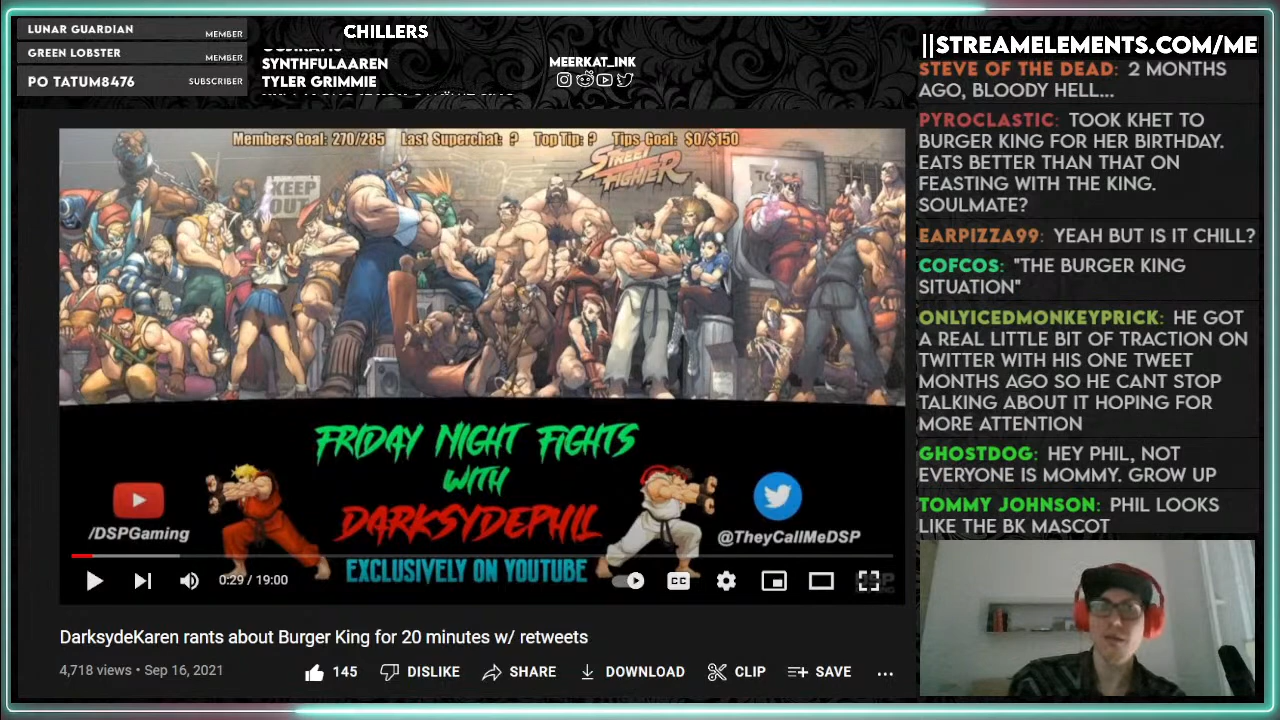 LUNAR GUARDIAN MEMBER
GREEN LOBSTER MEMBER
PO TATUM8476 SUBSCRIBER
CHILLERS
SYNTHFULAAREN
TYLER GRIMMIE
MEERKAT_INK
||STREAMELEMENTS.COM/ME
STEVE OF THE DEAD: 2 MONTHS
AGO, BLOODY HELL...
PYROCLASTIC: TOOK KHET TO
BURGER KING FOR HER BIRTHDAY.
EATS BETTER THAN THAT ON
FEASTING WITH THE KING.
SOULMATE?
EARPIZZA99: YEAH BUT IS IT CHILL?
COFCOS: "THE BURGER KING
SITUATION"
ONLYICEDMONKEYPRICK: HE GOT
A REAL LITTLE BIT OF TRACTION ON
TWITTER WITH HIS ONE TWEET
MONTHS AGO SO HE CANT STOP
TALKING ABOUT IT HOPING FOR
MORE ATTENTION
GHOSTDOG: HEY PHIL, NOT
EVERYONE IS MOMMY. GROW UP
TOMMY JOHNSON: PHIL LOOKS
LIKE THE BK MASCOT
Members Goal: 270/285 Last Superchat: ? Top Tip: ? Tips Goal: $0/$150
STREET
FIGHTER
KEEP
OUT
FRIDAY NIGHT FIGHTS
WITH
DARKSYDEPHIL
EXCLUSIVELY ON YOUTUBE
/DSPGaming
@TheyCallMeDSP
0:29 / 19:00
CC
DarksydeKaren rants about Burger King for 20 minutes w/ retweets
4,718 views • Sep 16, 2021
145 DISLIKE SHARE DOWNLOAD CLIP SAVE ...